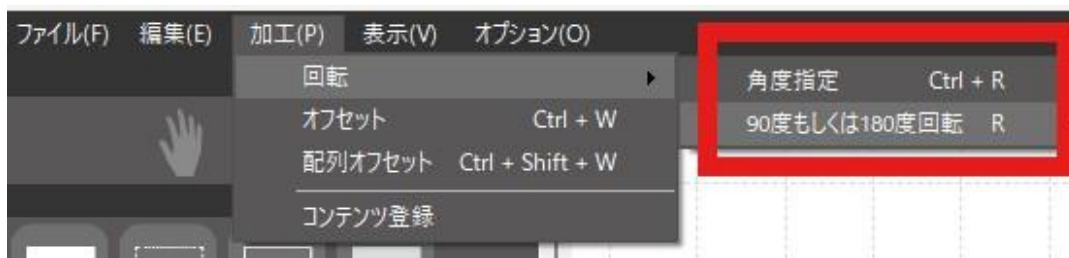 ファイル(F) 編集(E) 加工(P) 表示(V) オプション(O)
回転
角度指定 Ctrl + R
オフセット Ctrl + W
90度もしくは180度回転 R
配列オフセット Ctrl + Shift + W
コンテンツ登録